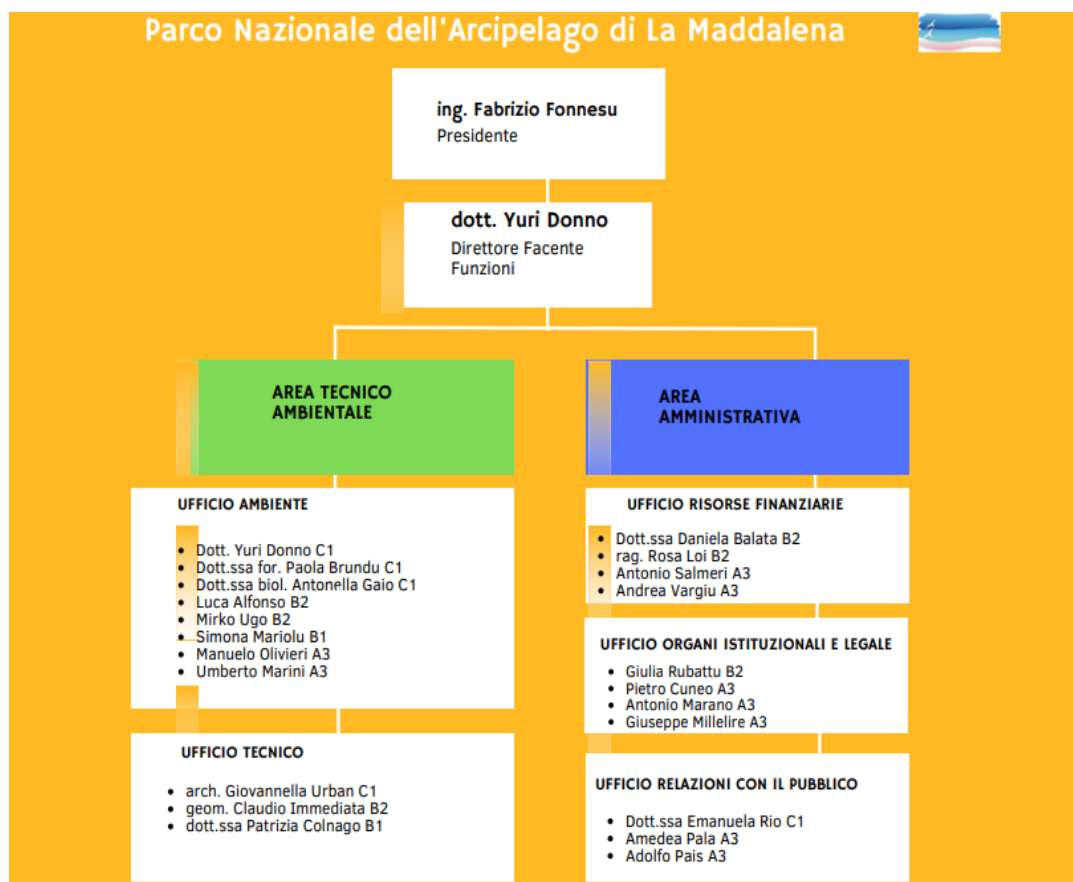 Parco Nazionale dell'Arcipelago di La Maddalena
ing. Fabrizio Fonnesu
Presidente
dott. Yuri Donno
Direttore Facente
Funzioni
AREA TECNICO
AMBIENTALE
UFFICIO AMBIENTE
• Dott. Yuri Donno C1
• Dott.ssa for. Paola Brundu C1
• Dott.ssa biol. Antonella Gaio C1
• Luca Alfonso B2
• Mirko Ugo B2
• Simona Mariolu B1
• Manuelo Olivieri A3
• Umberto Marini A3
UFFICIO TECNICO
• arch. Giovannella Urban C1
• geom. Claudio Immediata B2
• dott.ssa Patrizia Colnago B1
AREA
AMMINISTRATIVA
UFFICIO RISORSE FINANZIARIE
• Dott.ssa Daniela Balata B2
• rag. Rosa Loi B2
• Antonio Salmeri A3
• Andrea Vargiu A3
UFFICIO ORGANI ISTITUZIONALI E LEGALE
• Giulia Rubattu B2
• Pietro Cuneo A3
• Antonio Marano A3
• Giuseppe Millelire A3
UFFICIO RELAZIONI CON IL PUBBLICO
• Dott.ssa Emanuela Rio C1
• Amedea Pala A3
• Adolfo Pais A3